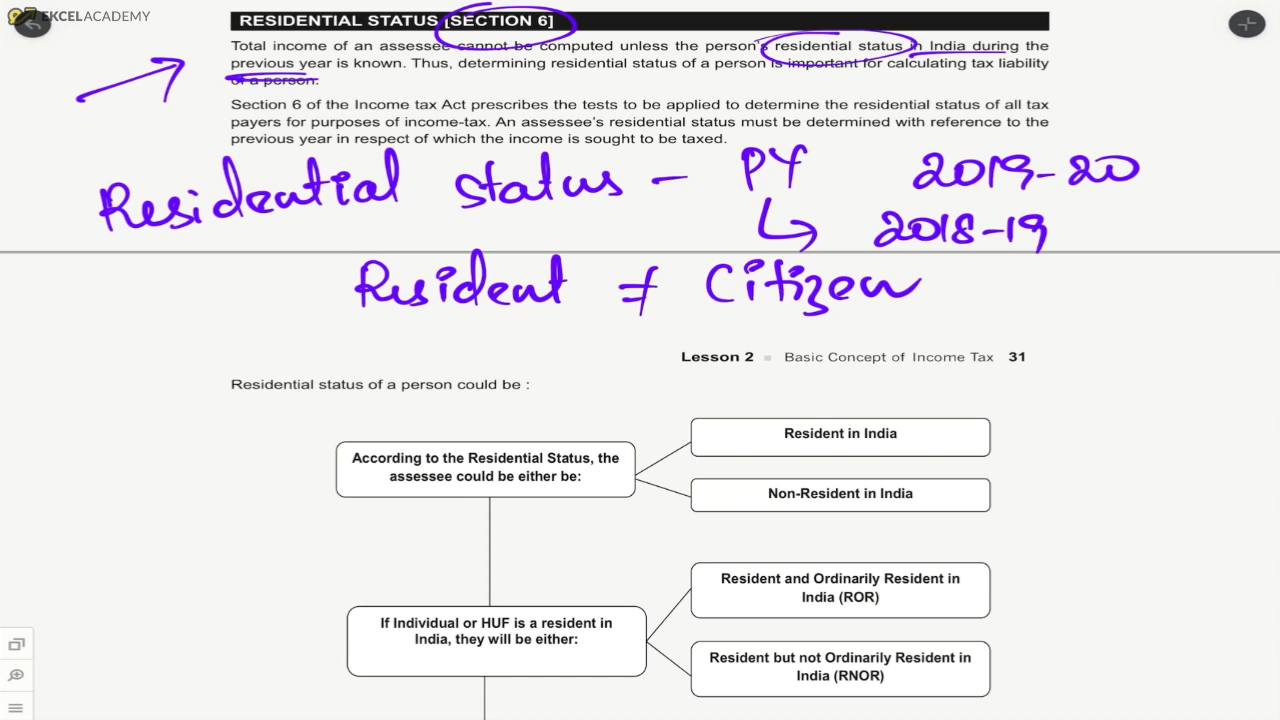 EKCELACADEMY
RESIDENTIAL STATUS [SECTION 6]
Total income of an assessee cannot be computed unless the person's residential status in India during the
previous year is known. Thus, determining residential status of a person is important for calculating tax liability
of a person.
Section 6 of the Income tax Act prescribes the tests to be applied to determine the residential status of all tax
payers for purposes of income-tax. An assessee's residential status must be determined with reference to the
previous year in respect of which the income is sought to be taxed.
Residential Status - PY 2019-20
2018-19
Resident ≠ Citizen
Lesson 2 ■ Basic Concept of Income Tax 31
Residential status of a person could be :
According to the Residential Status, the
assessee could be either be:
Resident in India
Non-Resident in India
If Individual or HUF is a resident in
India, they will be either:
Resident and Ordinarily Resident in
India (ROR)
Resident but not Ordinarily Resident in
India (RNOR)